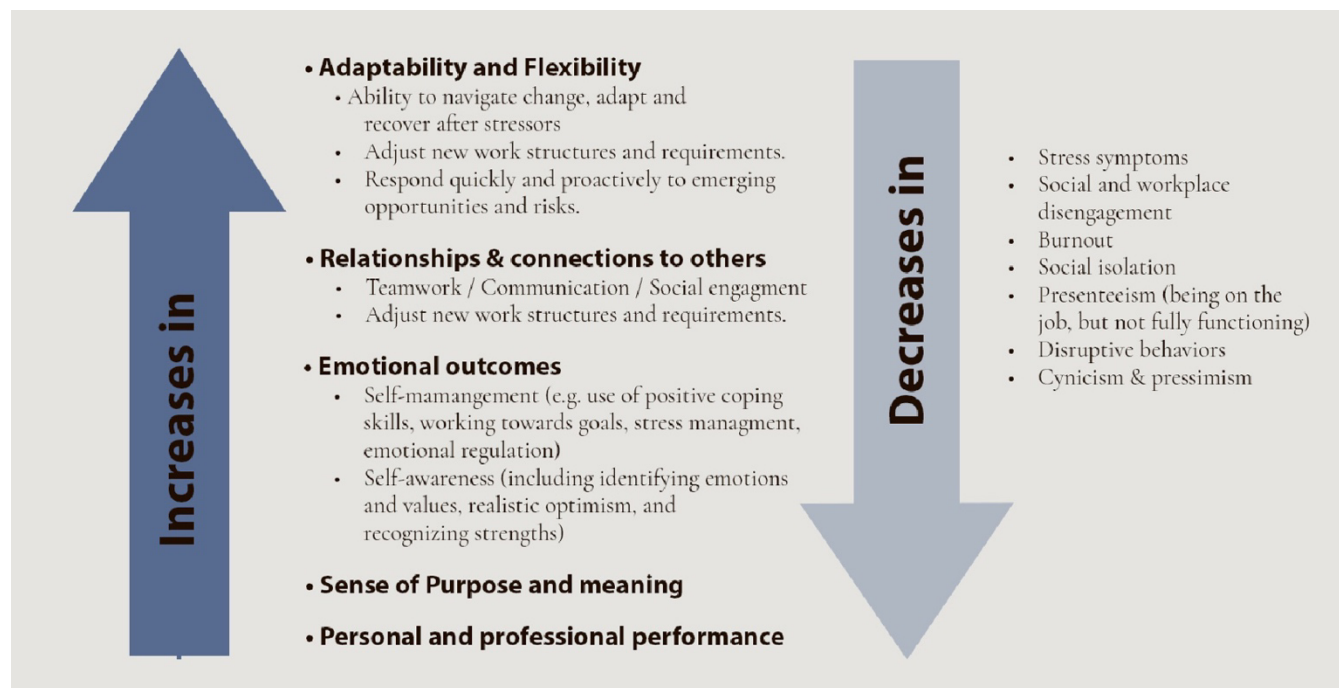 Increases in
• Adaptability and Flexibility
• Ability to navigate change, adapt and
recover after stressors
• Adjust new work structures and requirements.
• Respond quickly and proactively to emerging
opportunities and risks.
• Relationships & connections to others
• Teamwork / Communication / Social engagment
• Adjust new work structures and requirements.
• Emotional outcomes
• Self-mamangement (e.g. use of positive coping
skills, working towards goals, stress managment,
emotional regulation)
• Self-awareness (including identifying emotions
and values, realistic optimism, and
recognizing strengths)
• Sense of Purpose and meaning
• Personal and professional performance
Decreases in
• Stress symptoms
• Social and workplace
disengagement
• Burnout
• Social isolation
• Presenteeism (being on the
job, but not fully functioning)
• Disruptive behaviors
• Cynicism & pressimism